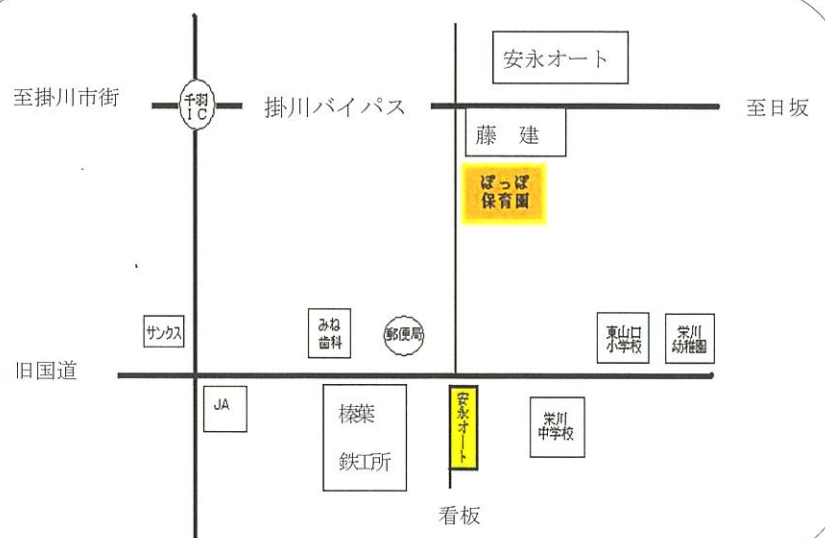 安永オート
至掛川市街
千羽
IC
掛川バイパス
至日坂
藤 建
ぽっぽ
保育園
サンクス
みね
歯科
郵便局
東山口
小学校
栄川
幼稚園
旧国道
JA
榛葉
鉄工所
安永オート
栄川
中学校
看板